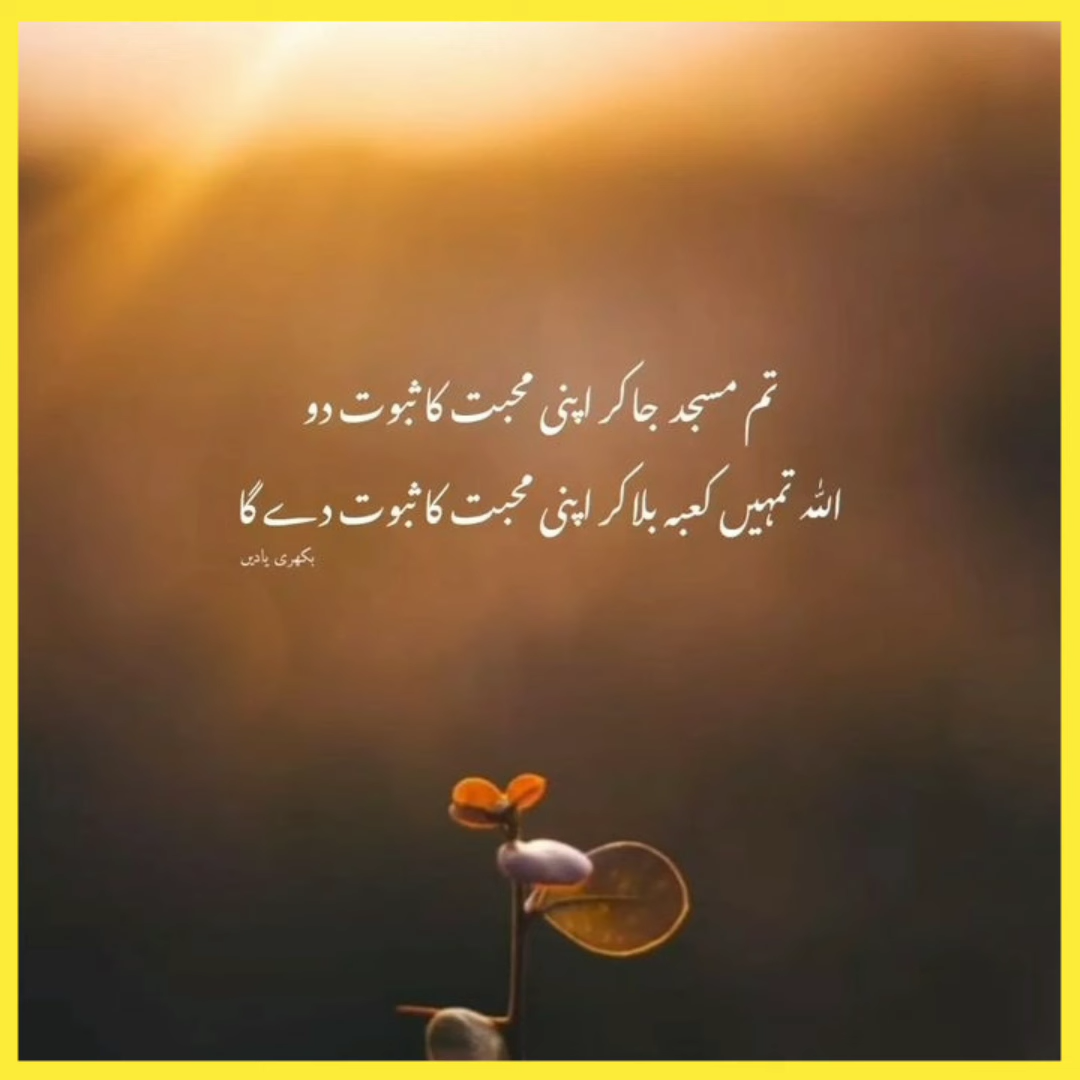 تم مسجد جا کر اپنی محبت کا ثبوت دو
اللہ تمہیں کعبہ بلا کر اپنی محبت کا ثبوت دے گا
بکھری یادیں